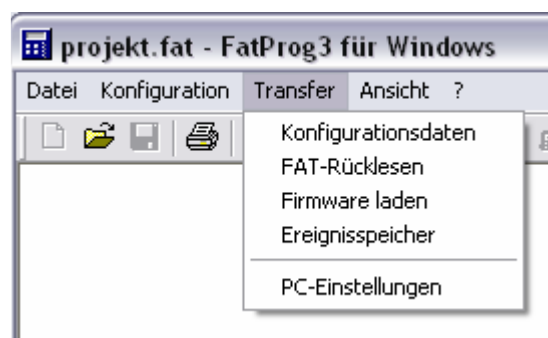 projekt.fat - FatProg3 für Windows
Datei Konfiguration Transfer Ansicht ?
Konfigurationsdaten
FAT-Rücklesen
Firmware laden
Ereignisspeicher
PC-Einstellungen